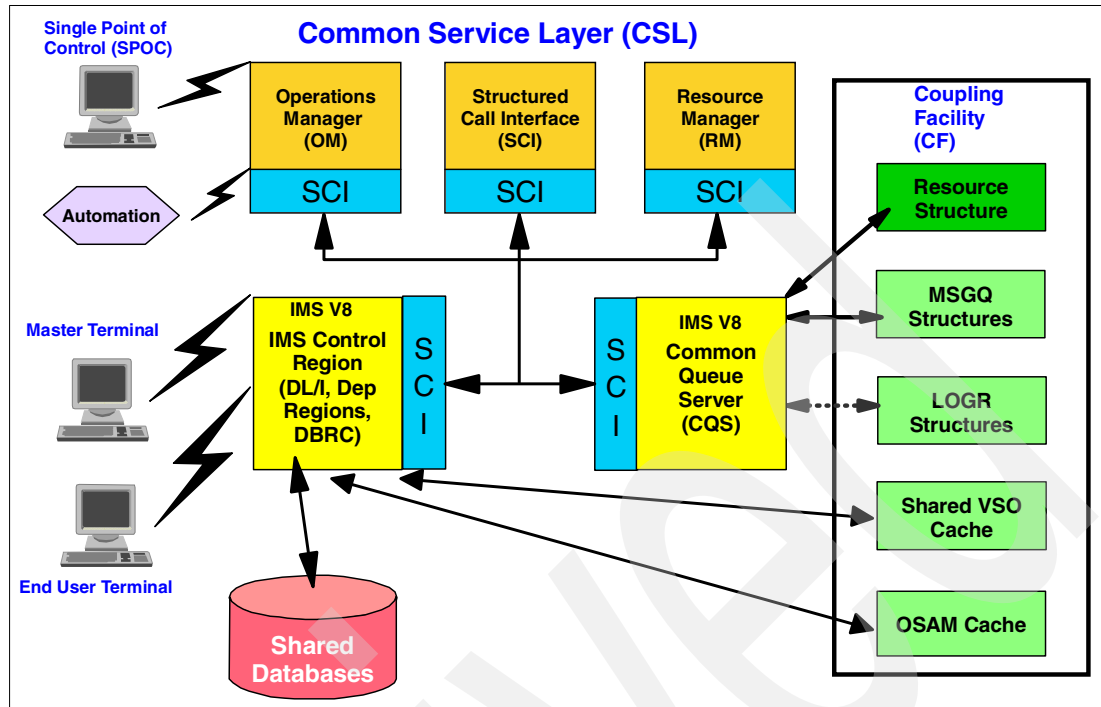 Single Point of
Control (SPOC)
Common Service Layer (CSL)
Operations
Manager
(OM)
SCI
Structured
Call Interface
(SCI)
SCI
Resource
Manager
(RM)
SCI
Automation
Coupling
Facility
(CF)
Resource
Structure
MSGQ
Structures
LOGR
Structures
Shared VSO
Cache
OSAM Cache
Master Terminal
End User Terminal
IMS V8
IMS Control
Region
(DL/I, Dep
Regions,
DBRC)
S
C
I
S
C
I
IMS V8
Common
Queue
Server
(CQS)
Shared
Databases